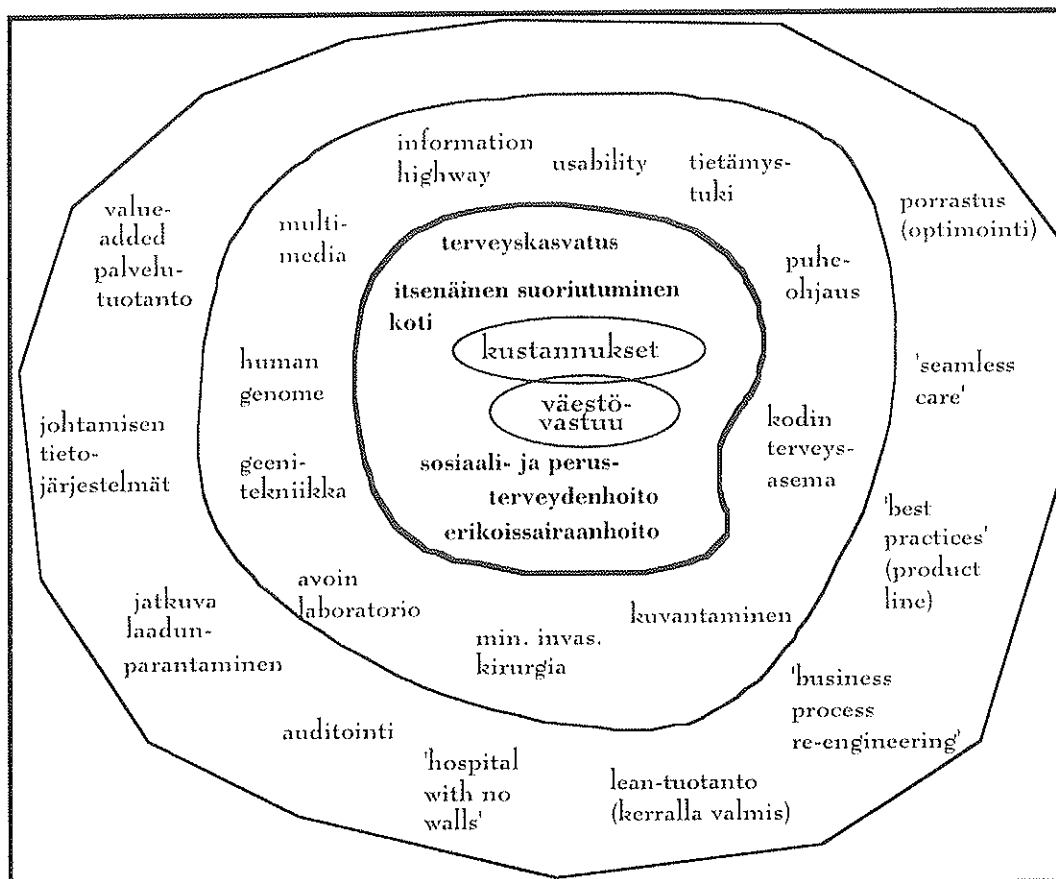 information
highway
usability
tietämys-
tuki
value-
added
palvelu-
tuotanto
multi-
media
terveyskasvatus
puhe-
ohjaus
porrastus
(optimointi)
itsenäinen suoriutuminen
koti
kustannukset
human
genome
väestö-
vastuu
'seamless
care'
johtamisen
tieto-
järjestelmät
geeni-
tekniikka
sosiaali- ja perus-
terveydenhoito
erikoissairaanhoito
kodin
terveys-
asema
'best
practices'
(product
line)
jatkuva
laadun-
parantaminen
avoin
laboratorio
min. invas.
kirurgia
kuvantaminen
auditointi
'hospital
with no
walls'
lean-tuotanto
(kerralla valmis)
'business
process
re-engineering'